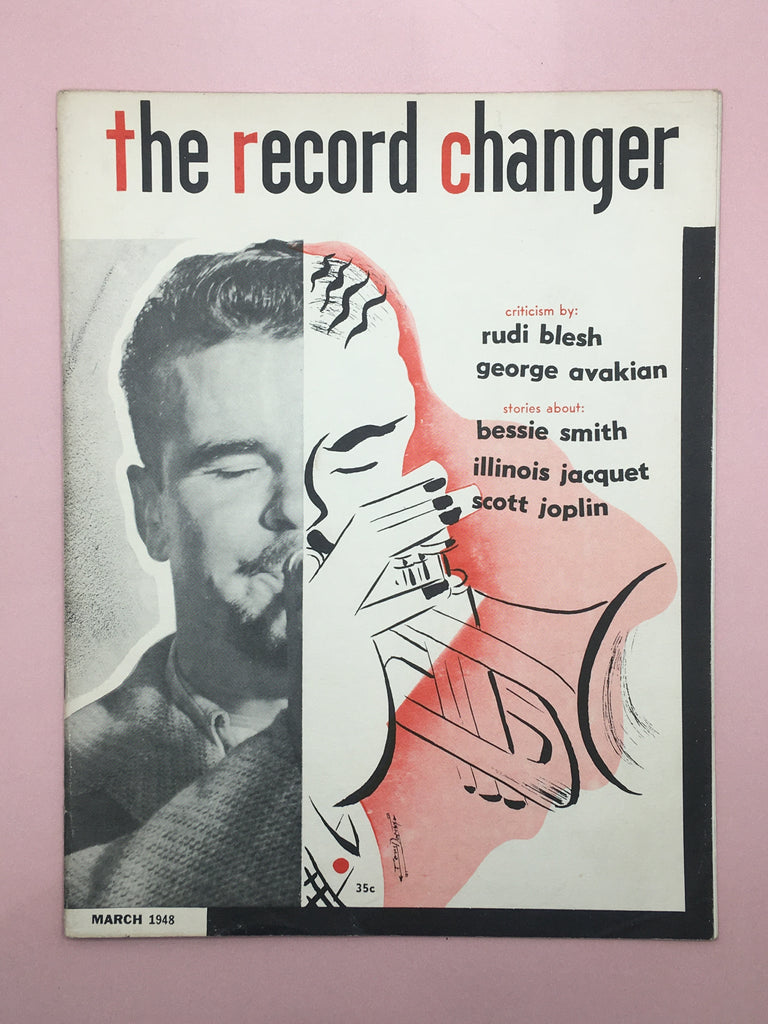 the record changer
criticism by:
rudi blesh
george avakian
stories about:
bessie smith
illinois jacquet
scott joplin
35c
MARCH 1948